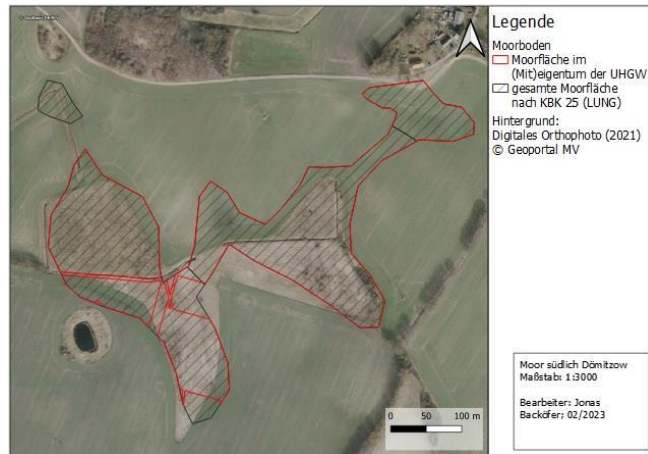 Legende
Moorboden
Moorfläche im
(Mit)eigentum der UHGW
gesamte Moorfläche
nach KBK 25 (LUNG)
Hintergrund:
Digitales Orthophoto (2021)
© Geoportal MV
Moor südlich Dömitzow
Maßstab: 1:3000
Bearbeiter: Jonas
Backöfer; 02/2023
0 50 100 m